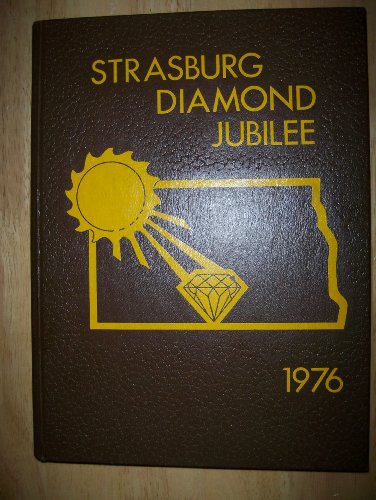 STRASBURG
DIAMOND
JUBILEE
1976